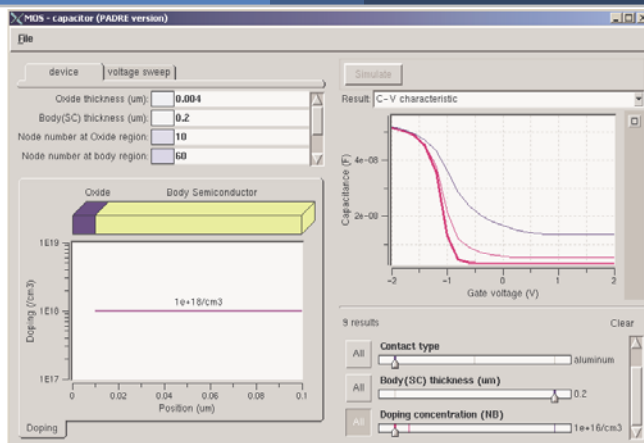 MOS - capacitor (PADRE version)
File
device
voltage sweep
Oxide thickness (um): 0.004
Body(SC) thickness (um): 0.2
Node number at Oxide region: 10
Node number at body region: 60
Oxide Body Semiconductor
1E19
1E18
1E17
Doping (/cm3)
1e+18/cm3
0 0.02 0.04 0.06 0.08 0.1
Position (um)
Doping
Simulate
Result: C-V characteristic
Capacitance (F)
4e-08
2e-08
-2 -1 0 1 2
Gate voltage (V)
9 results Clear
All Contact type
aluminum
All Body(SC) thickness (um)
0.2
All Doping concentration (NB)
1e+16/cm3